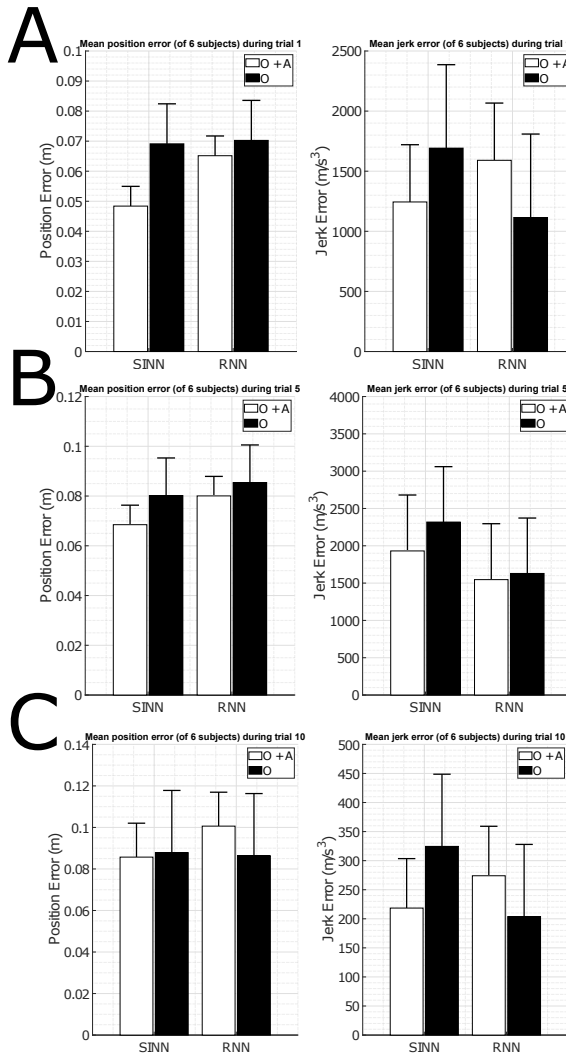 A
Mean position error (of 6 subjects) during trial 1
0.1
0.09
0.08
0.07
0.06
0.05
0.04
0.03
0.02
0.01
0
Position Error (m)
O + A
O
SINN RNN
Mean jerk error (of 6 subjects) during trial
2500
2000
1500
1000
500
0
Jerk Error (m/s³)
O + A
O
SINN RNN
B
Mean position error (of 6 subjects) during trial 5
0.12
0.1
0.08
0.06
0.04
0.02
0
Position Error (m)
O + A
O
SINN RNN
Mean jerk error (of 6 subjects) during trial 5
4000
3500
3000
2500
2000
1500
1000
500
0
Jerk Error (m/s³)
O + A
O
SINN RNN
C
Mean position error (of 6 subjects) during trial 10
0.14
0.12
0.1
0.08
0.06
0.04
0.02
0
Position Error (m)
O + A
O
SINN RNN
Mean jerk error (of 6 subjects) during trial 10
500
450
400
350
300
250
200
150
100
50
0
Jerk Error (m/s³)
O + A
O
SINN RNN